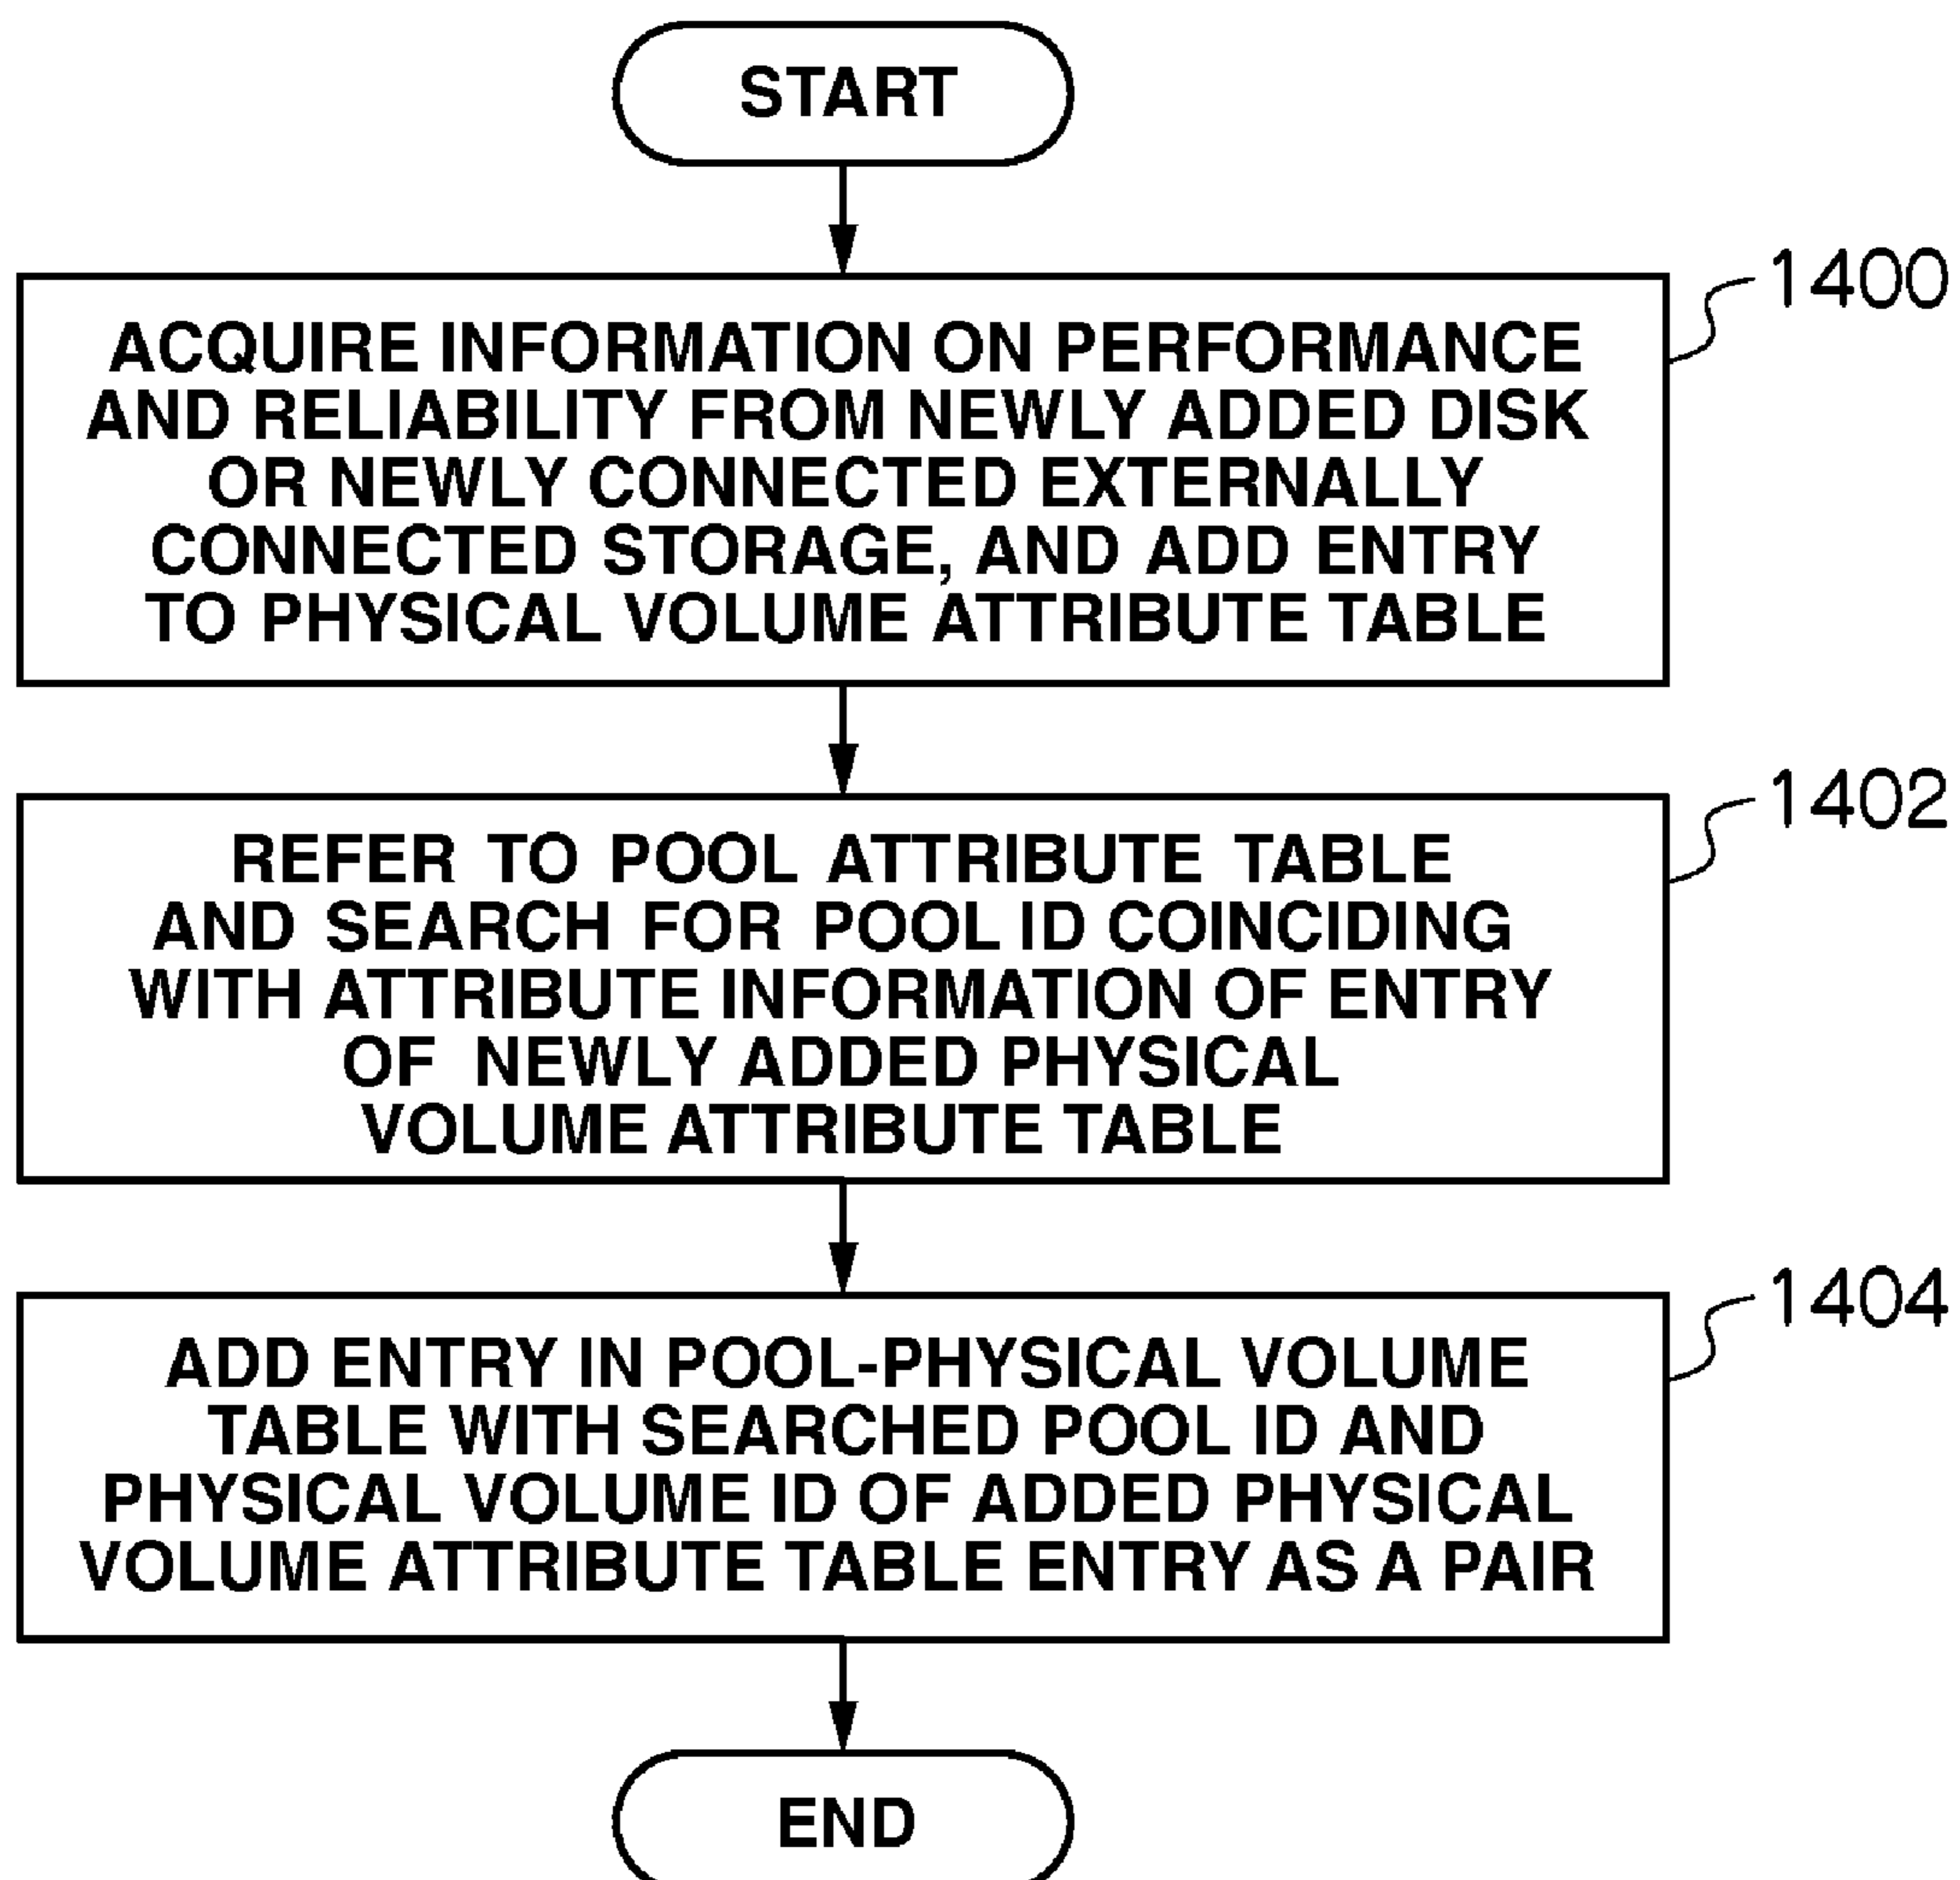 START
1400
ACQUIRE INFORMATION ON PERFORMANCE
AND RELIABILITY FROM NEWLY ADDED DISK
OR NEWLY CONNECTED EXTERNALLY
CONNECTED STORAGE, AND ADD ENTRY
TO PHYSICAL VOLUME ATTRIBUTE TABLE
1402
REFER TO POOL ATTRIBUTE TABLE
AND SEARCH FOR POOL ID COINCIDING
WITH ATTRIBUTE INFORMATION OF ENTRY
OF NEWLY ADDED PHYSICAL
VOLUME ATTRIBUTE TABLE
1404
ADD ENTRY IN POOL-PHYSICAL VOLUME
TABLE WITH SEARCHED POOL ID AND
PHYSICAL VOLUME ID OF ADDED PHYSICAL
VOLUME ATTRIBUTE TABLE ENTRY AS A PAIR
END